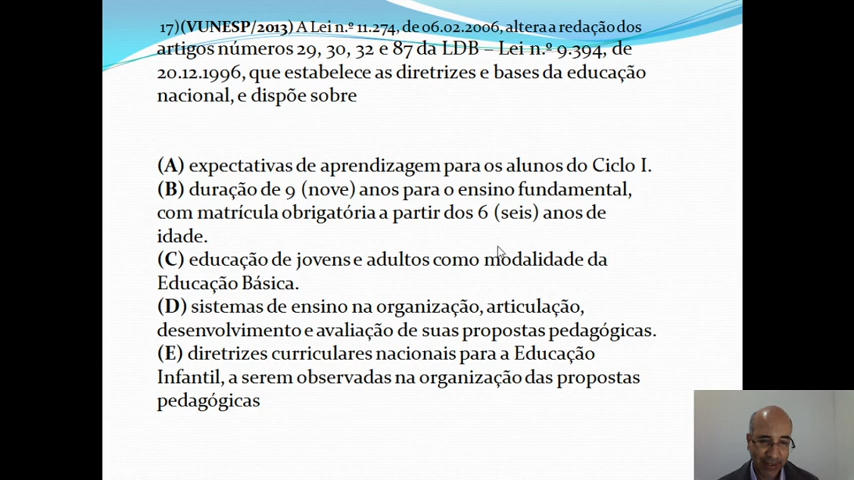 17)(VUNESP/2013) A Lei n.º 11.274, de 06.02.2006, altera a redação dos
artigos números 29, 30, 32 e 87 da LDB – Lei n.º 9.394, de
20.12.1996, que estabelece as diretrizes e bases da educação
nacional, e dispõe sobre
(A) expectativas de aprendizagem para os alunos do Ciclo I.
(B) duração de 9 (nove) anos para o ensino fundamental,
com matrícula obrigatória a partir dos 6 (seis) anos de
idade.
(C) educação de jovens e adultos como modalidade da
Educação Básica.
(D) sistemas de ensino na organização, articulação,
desenvolvimento e avaliação de suas propostas pedagógicas.
(E) diretrizes curriculares nacionais para a Educação
Infantil, a serem observadas na organização das propostas
pedagógicas